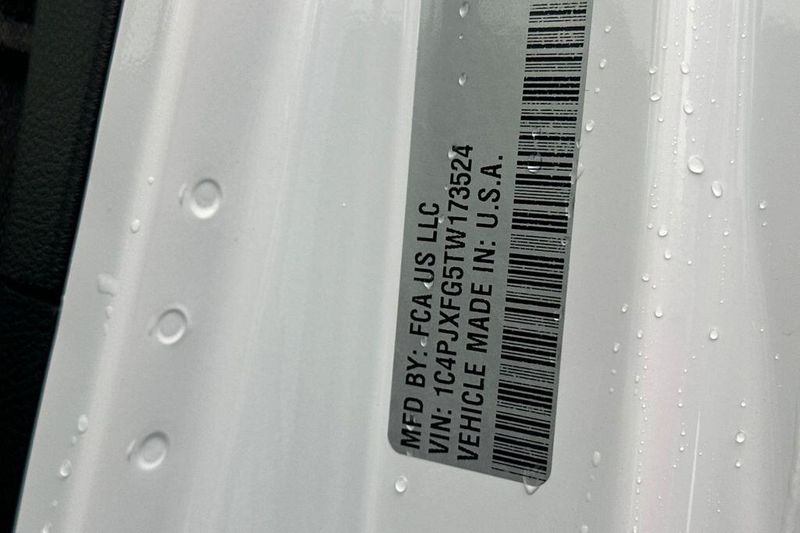 MFD BY: FCA US LLC
VIN: 1C4PJXFG5TW173524
VEHICLE MADE IN: U.S.A.